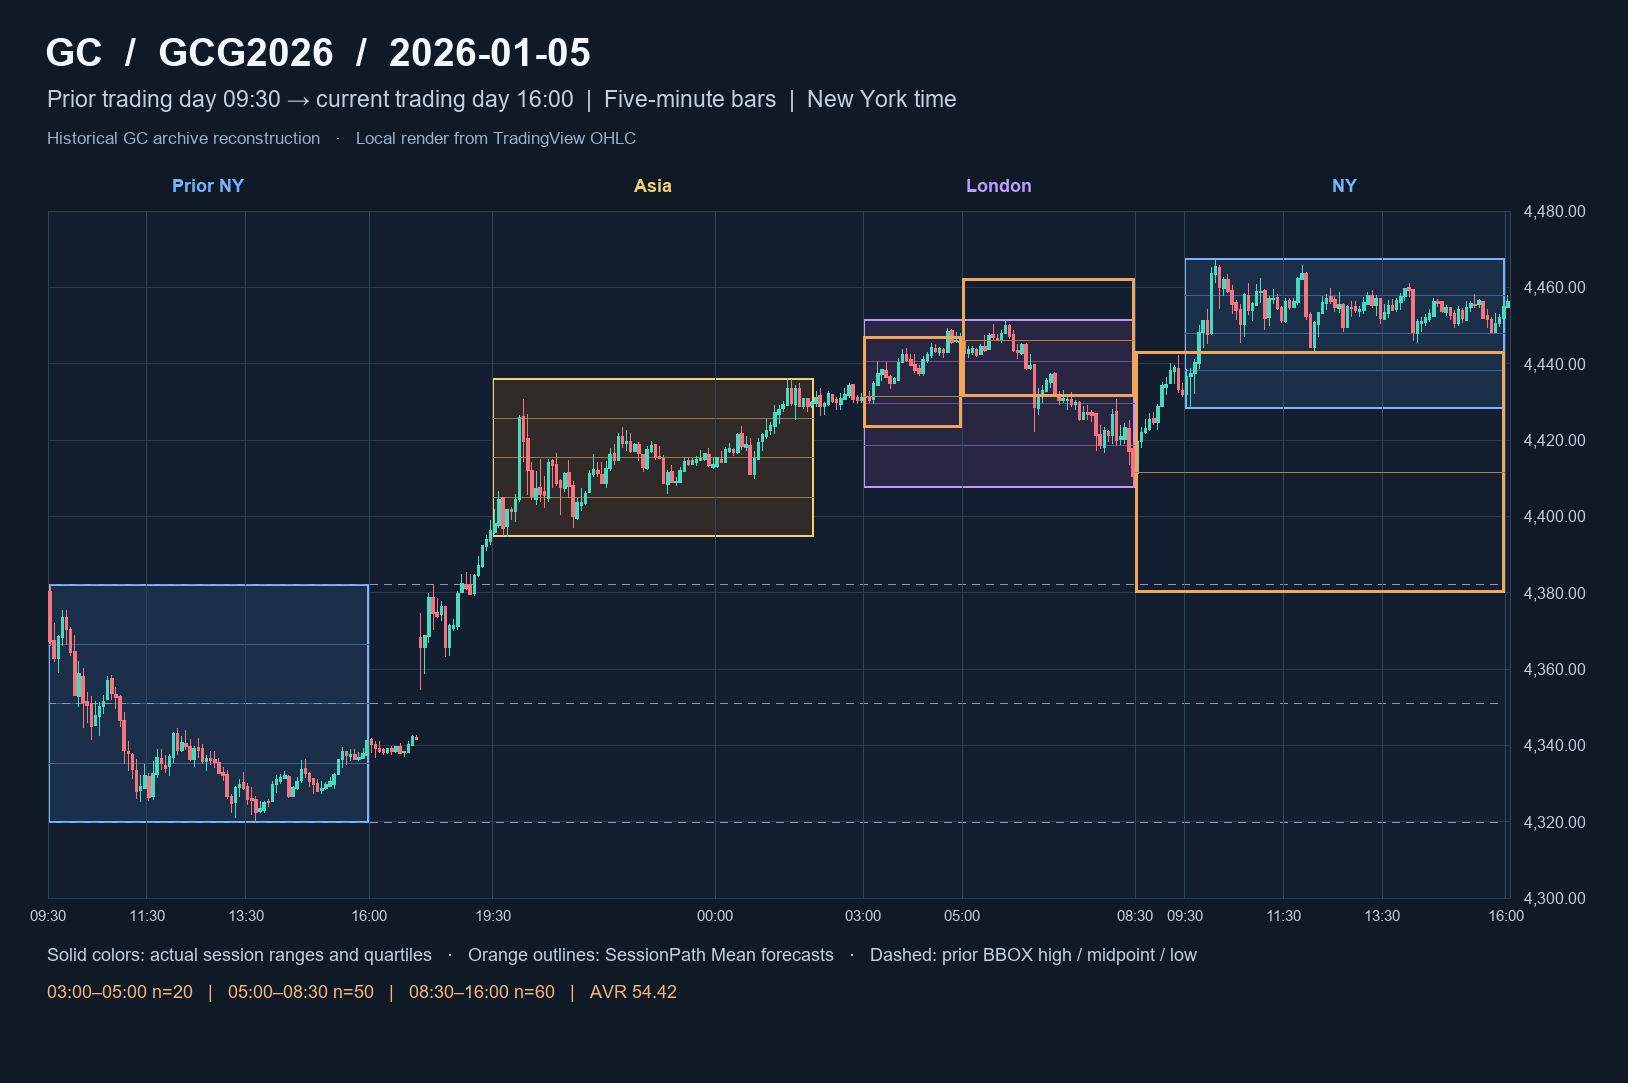 GC / GCG2026 / 2026-01-05
Prior trading day 09:30 → current trading day 16:00 | Five-minute bars | New York time
Historical GC archive reconstruction · Local render from TradingView OHLC
Prior NY Asia London NY
4,480.00
4,460.00
4,440.00
4,420.00
4,400.00
4,380.00
4,360.00
4,340.00
4,320.00
4,300.00
09:30 11:30 13:30 16:00 19:30 00:00 03:00 05:00 08:30 09:30 11:30 13:30 16:00
Solid colors: actual session ranges and quartiles · Orange outlines: SessionPath Mean forecasts · Dashed: prior BBOX high / midpoint / low
03:00–05:00 n=20 | 05:00–08:30 n=50 | 08:30–16:00 n=60 | AVR 54.42